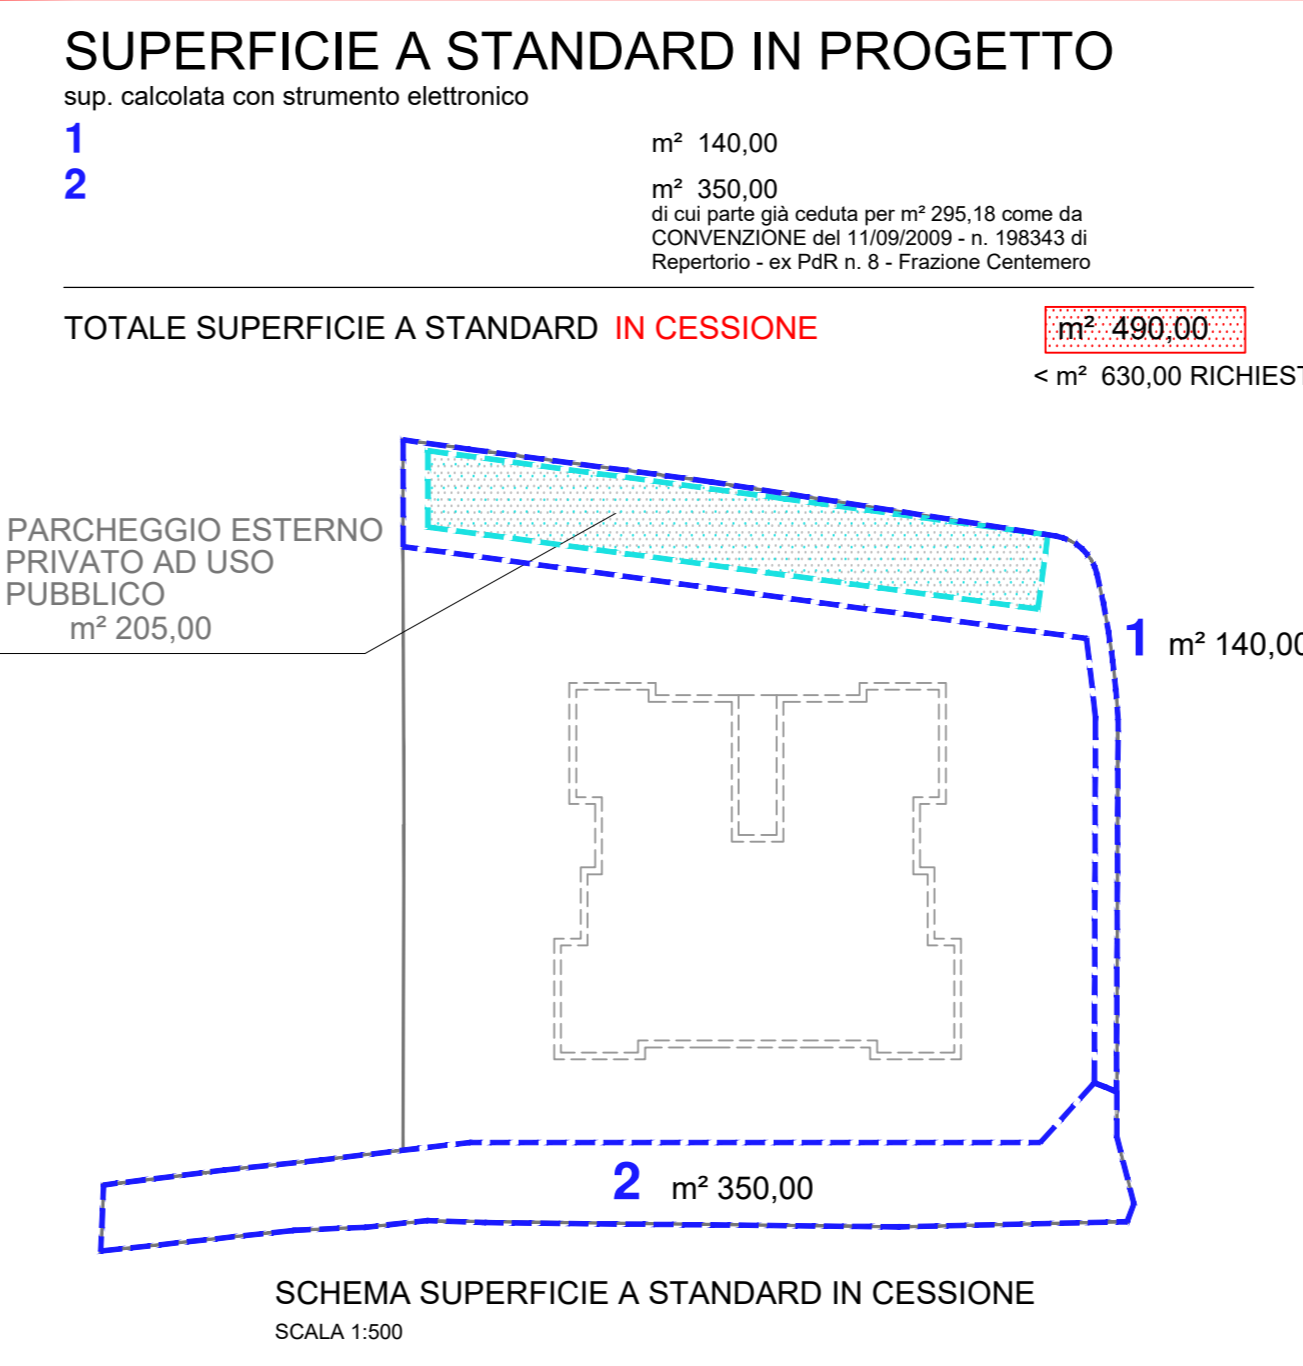 SUPERFICIE A STANDARD IN PROGETTO
sup. calcolata con strumento elettronico
1 m² 140,00
2 m² 350,00
di cui parte già ceduta per m² 295,18 come da
CONVENZIONE del 11/09/2009 - n. 198343 di
Repertorio - ex PdR n. 8 - Frazione Centemero
TOTALE SUPERFICIE A STANDARD IN CESSIONE m² 490,00
< m² 630,00 RICHIEST
PARCHEGGIO ESTERNO
PRIVATO AD USO
PUBBLICO
m² 205,00
1 m² 140,00
2 m² 350,00
SCHEMA SUPERFICIE A STANDARD IN CESSIONE
SCALA 1:500